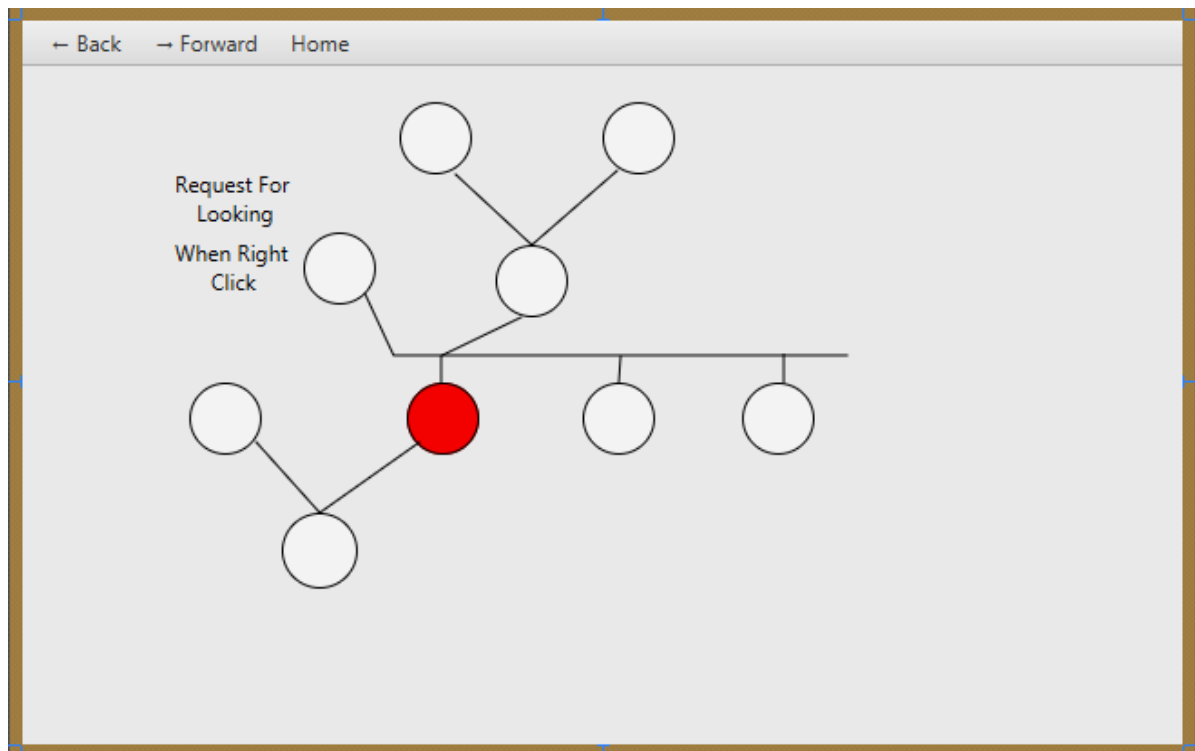 ← Back → Forward Home
Request For
Looking
When Right
Click